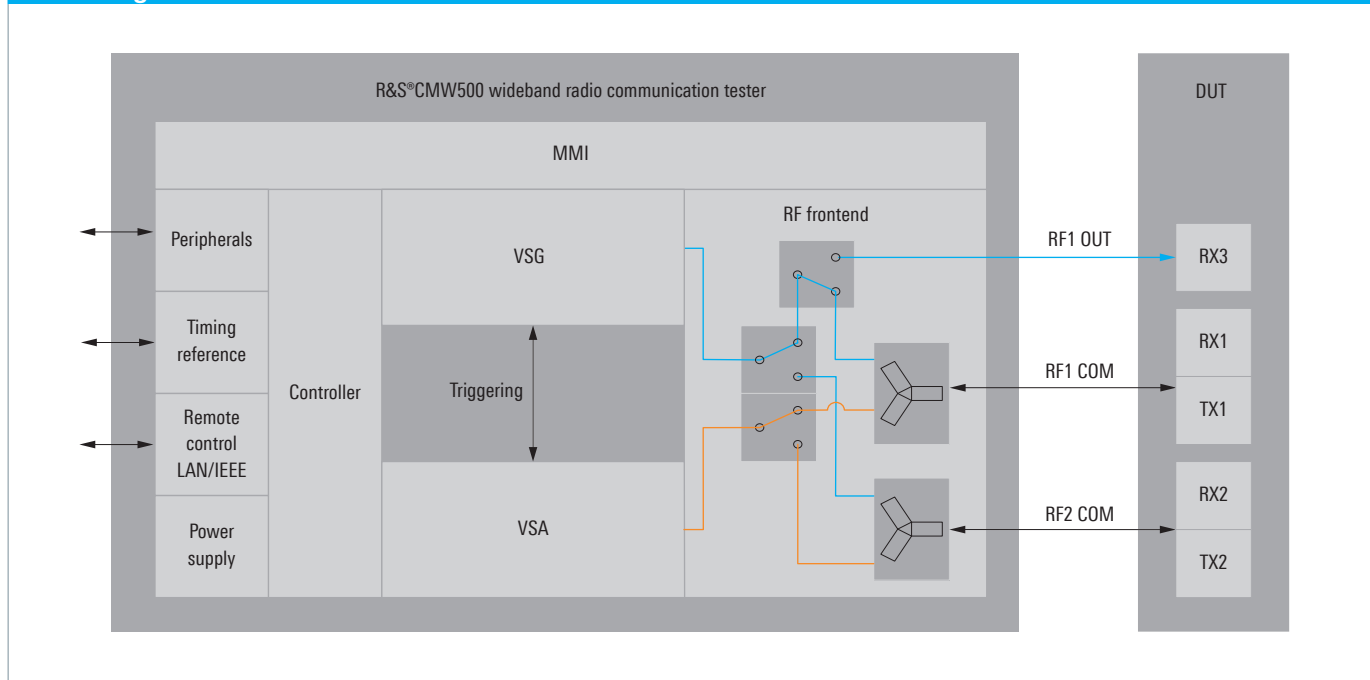 R&S®CMW500 wideband radio communication tester
DUT
MMI
Peripherals
Timing
reference
Remote
control
LAN/IEEE
Power
supply
Controller
VSG
Triggering
VSA
RF frontend
RF1 OUT
RF1 COM
RF2 COM
RX3
RX1
TX1
RX2
TX2